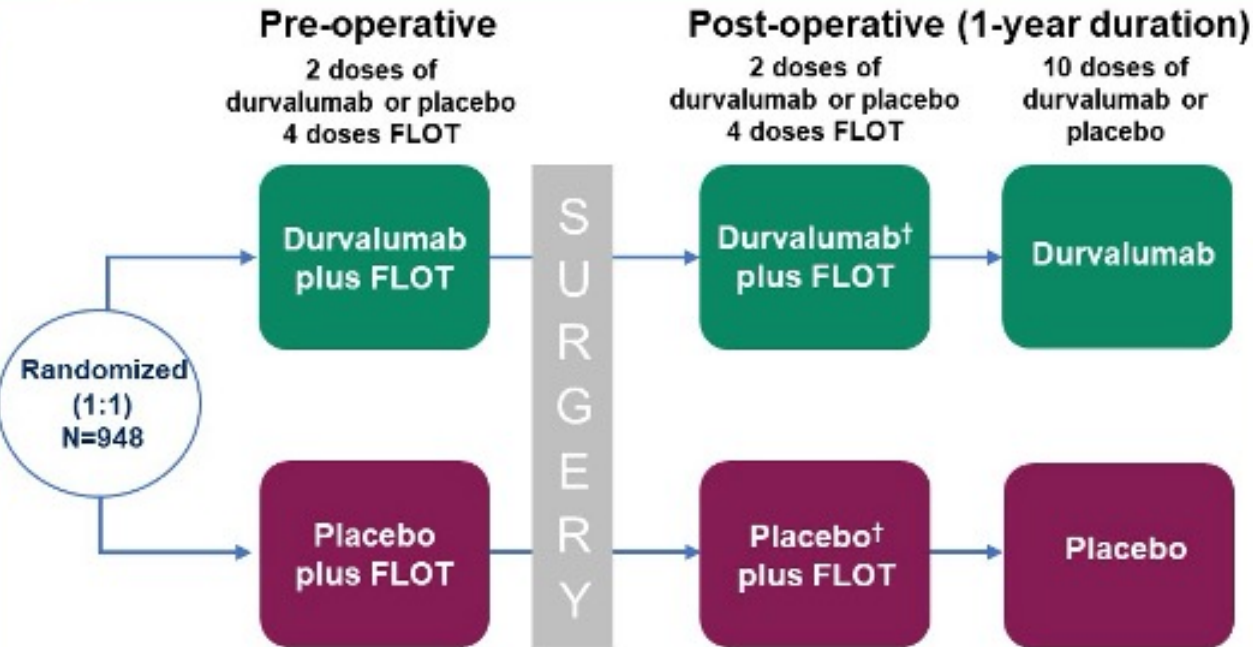 Pre-operative
2 doses of
durvalumab or placebo
4 doses FLOT
Post-operative (1-year duration)
2 doses of
durvalumab or placebo
4 doses FLOT
10 doses of
durvalumab or
placebo
Randomized
(1:1)
N=948
Durvalumab
plus FLOT
SURGERY
Durvalumab†
plus FLOT
Durvalumab
Placebo
plus FLOT
Placebo†
plus FLOT
Placebo